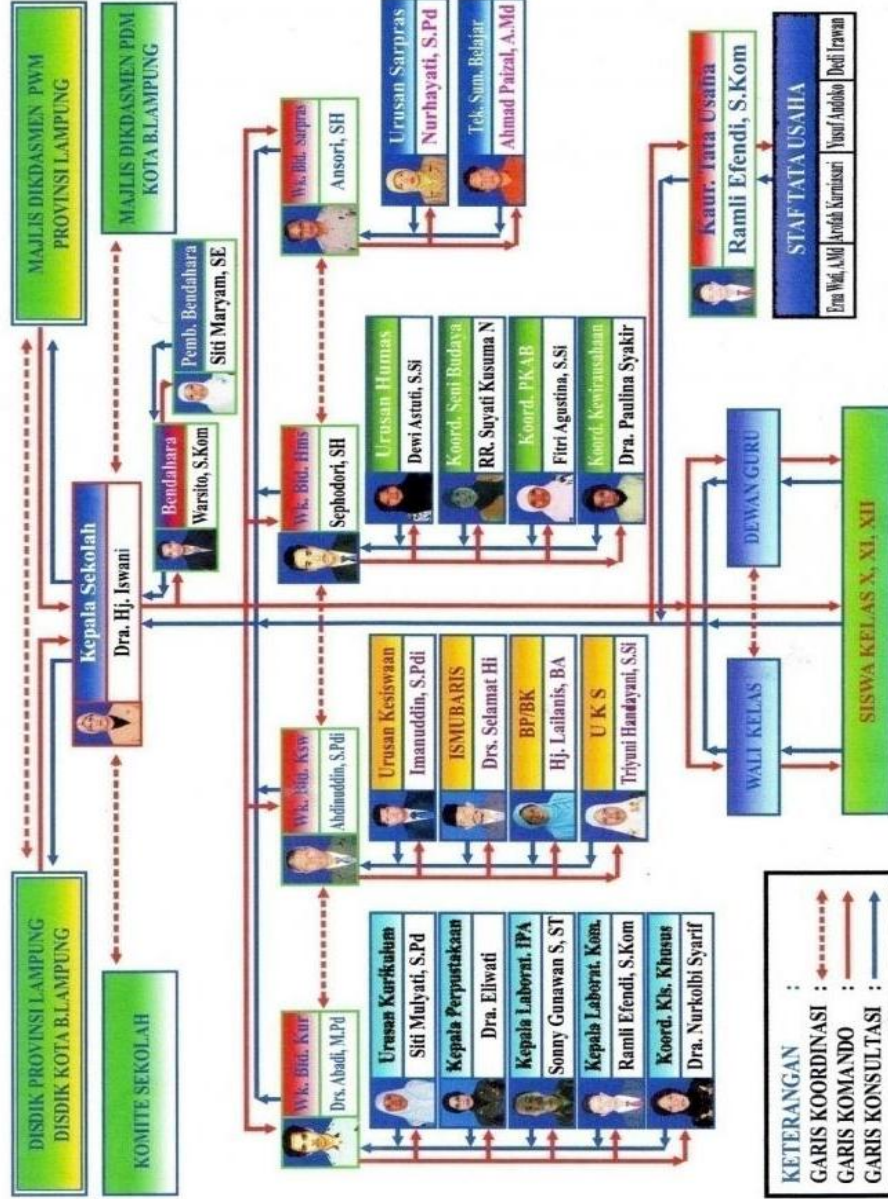 DISDIK PROVINSI LAMPUNG
DISDIK KOTA B.LAMPUNG
MAJLIS DIKDASMEN PWM
PROVINSI LAMPUNG
KOMITE SEKOLAH
Kepala Sekolah
Dra. Hj. Iswani
MAJLIS DIKDASMEN PDM
KOTA B.LAMPUNG
Bendahara
Warsito, S.Kom
Pemb. Bendahara
Siti Maryam, SE
Wk. Bid. Kur
Drs. Abadi, M.Pd
Wk. Bid. Ksw
Ahdinuddin, S.Pdi
Wk. Bid. Hms
Sephodori, SH
Wk. Bid. Sarpras
Ansori, SH
Urusan Kurikulum
Siti Mulyati, S.Pd
Kepala Perpustakaan
Dra. Eliwati
Kepala Laborat. IPA
Sonny Gunawan S, ST
Kepala Laborat. Kom.
Ramli Efendi, S.Kom
Koord. Kls. Khusus
Dra. Nurkolbi Syarif
Urusan Kesiswaan
Imanuddin, S.Pdi
ISMUBARIS
Drs. Selamat Hi
BP/BK
Hj. Lailanis, BA
U K S
Triyuni Handayani, S.Si
Urusan Humas
Dewi Astuti, S.Si
Koord. Seni Budaya
RR. Suyati Kusuma N
Koord. PKAB
Fitri Agustina, S.Si
Koord. Kewirausahaan
Dra. Paulina Syakir
Urusan Sarpras
Nurhayati, S.Pd
Tek. Sum. Belajar
Ahmad Paizal, A.Md
Kaur. Tata Usaha
Ramli Efendi, S.Kom
STAF TATA USAHA
Erna Wati, A.Md Arofah Kurniasari Yusuf Andoko Dedi Irawan
WALI KELAS
DEWAN GURU
SISWA KELAS X, XI, XII
KETERANGAN :
GARIS KOORDINASI :
GARIS KOMANDO :
GARIS KONSULTASI :